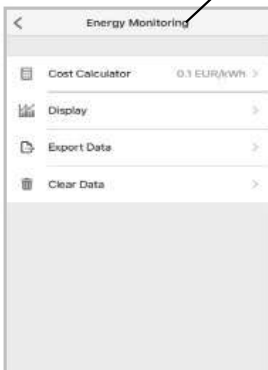 Energy Monitoring
Cost Calculator 0.1 EUR/kWh
Display
Export Data
Clear Data